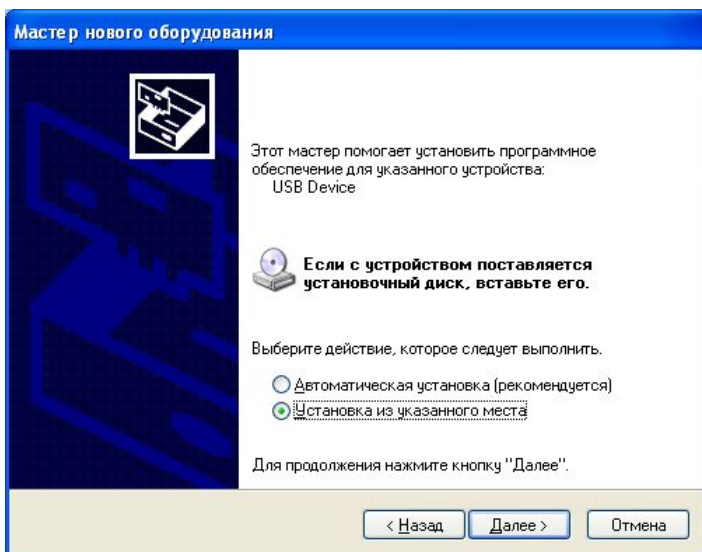 Мастер нового оборудования
Этот мастер помогает установить программное
обеспечение для указанного устройства:
USB Device
Если с устройством поставляется
установочный диск, вставьте его.
Выберите действие, которое следует выполнить.
Автоматическая установка (рекомендуется)
Установка из указанного места
Для продолжения нажмите кнопку "Далее".
< Назад Далее > Отмена